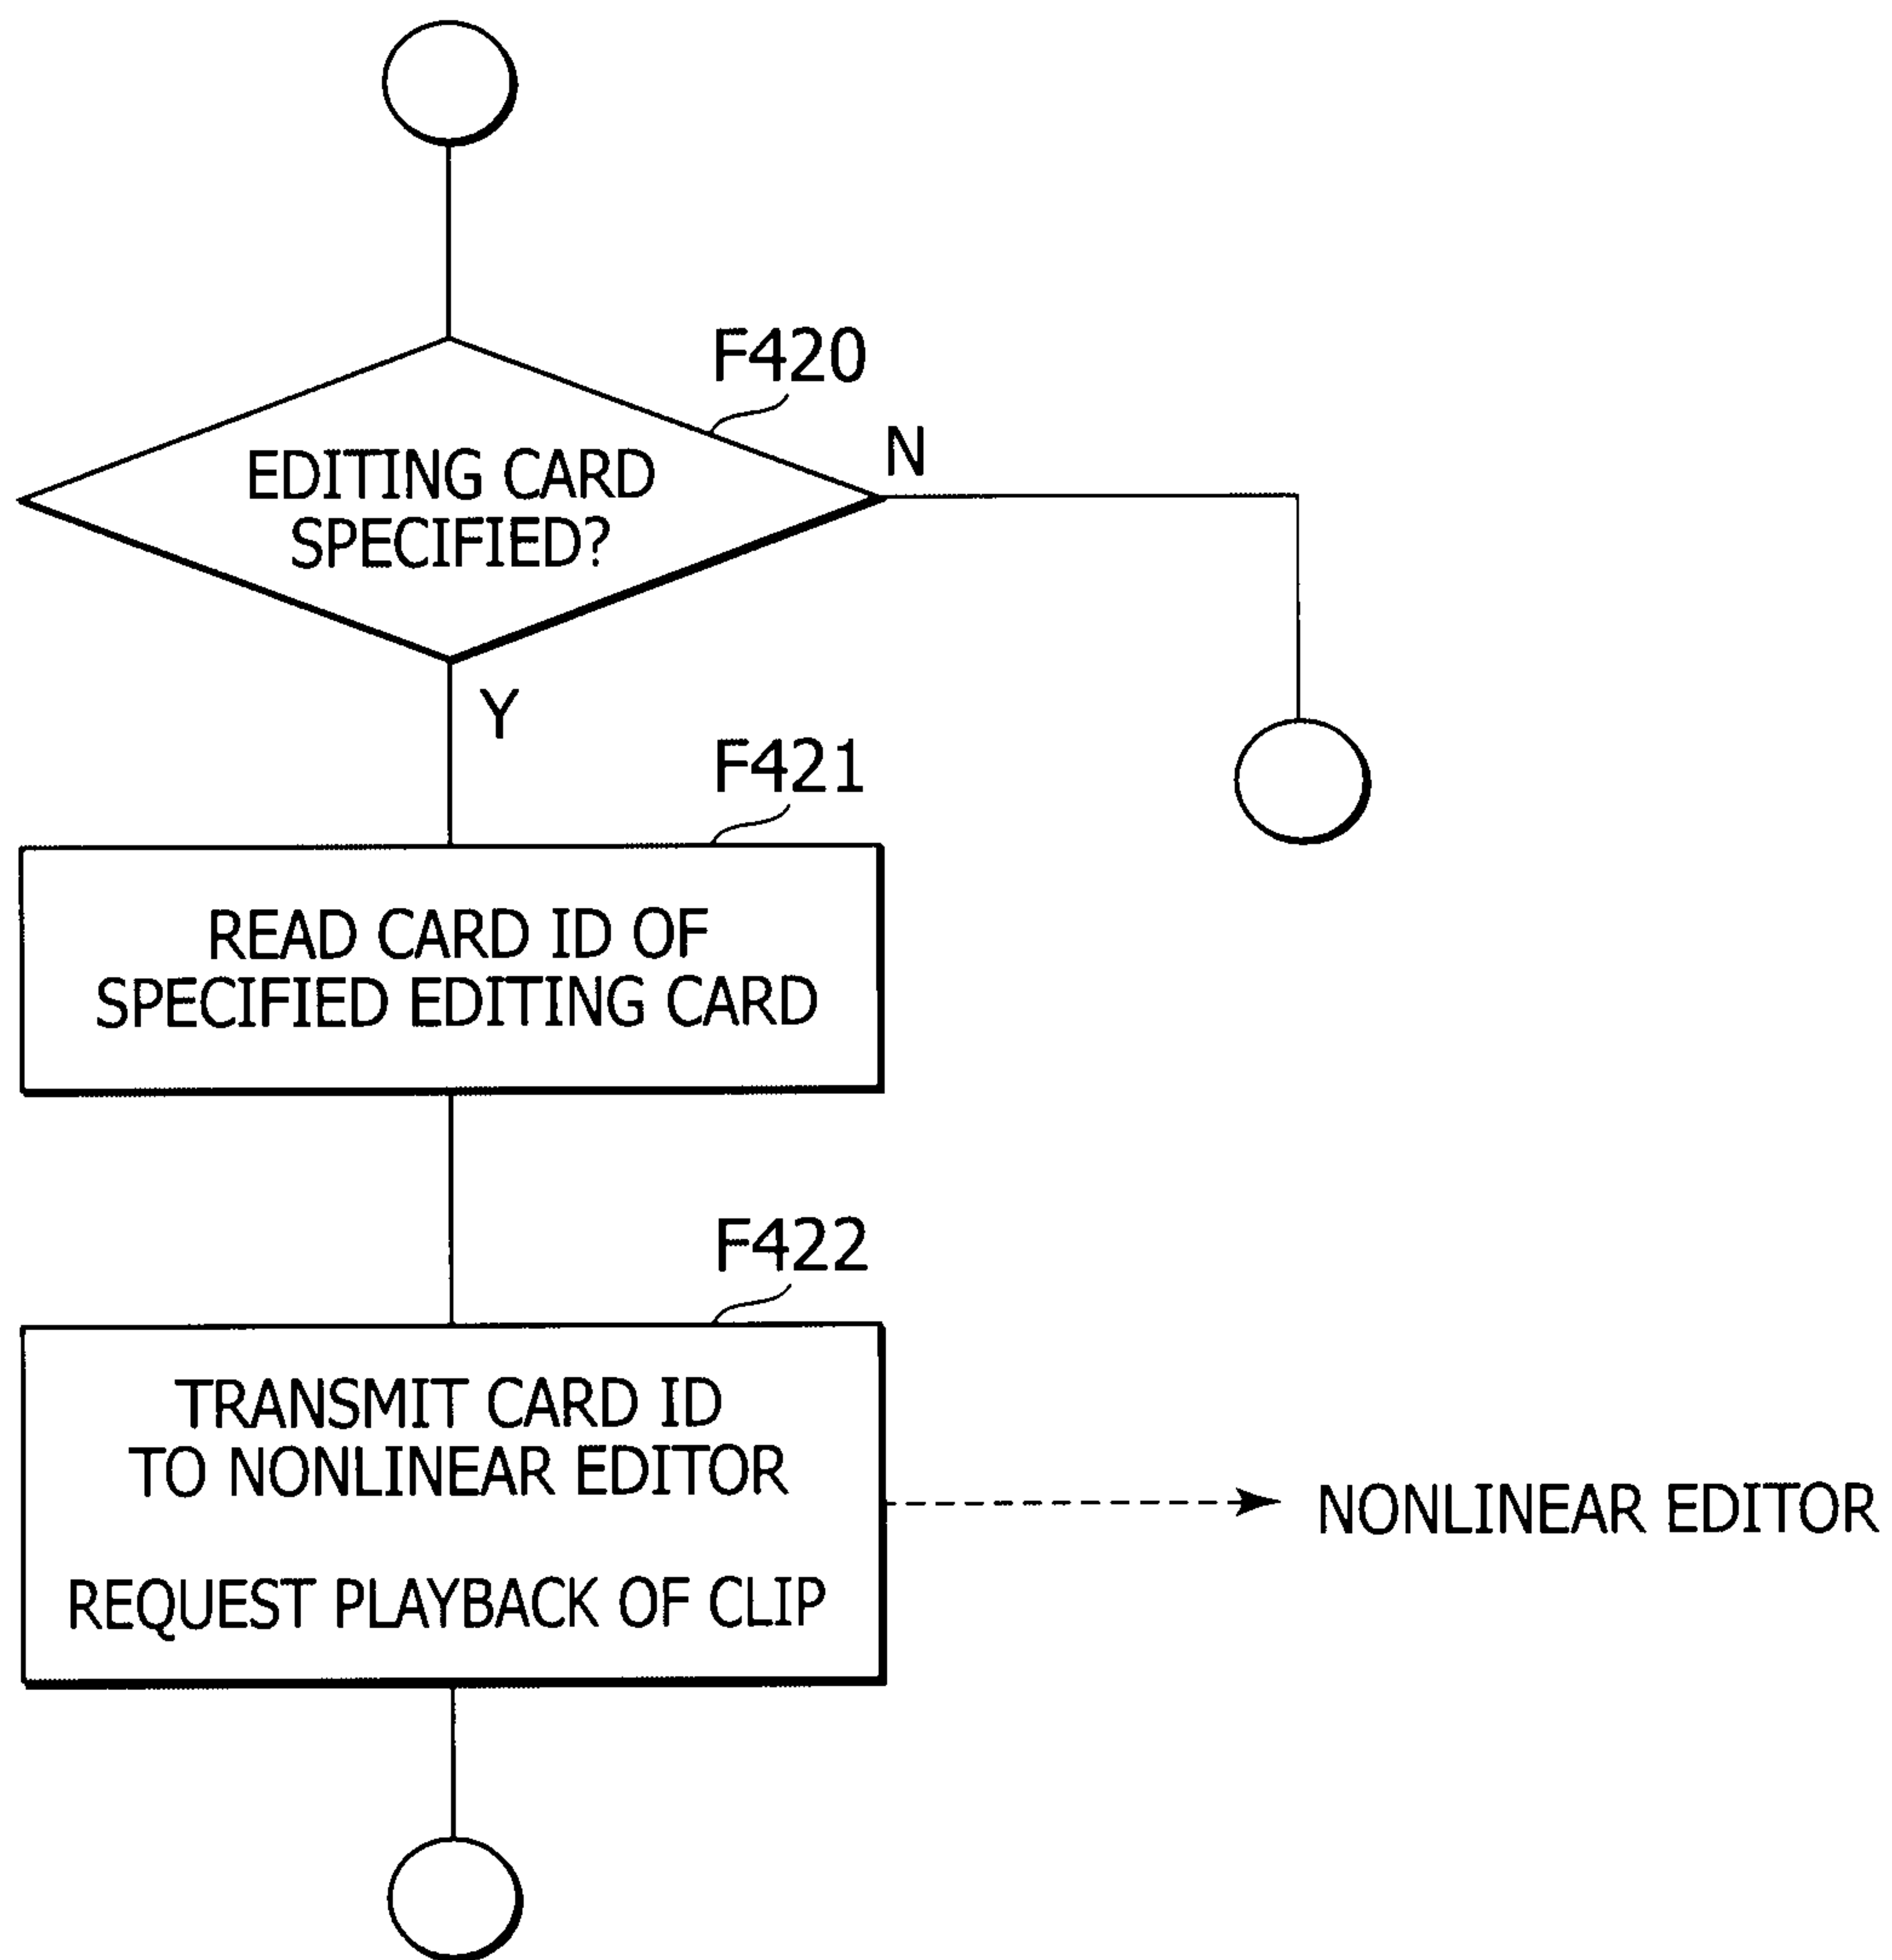 F420
EDITING CARD
SPECIFIED?
N
Y
F421
READ CARD ID OF
SPECIFIED EDITING CARD
F422
TRANSMIT CARD ID
TO NONLINEAR EDITOR
REQUEST PLAYBACK OF CLIP
NONLINEAR EDITOR